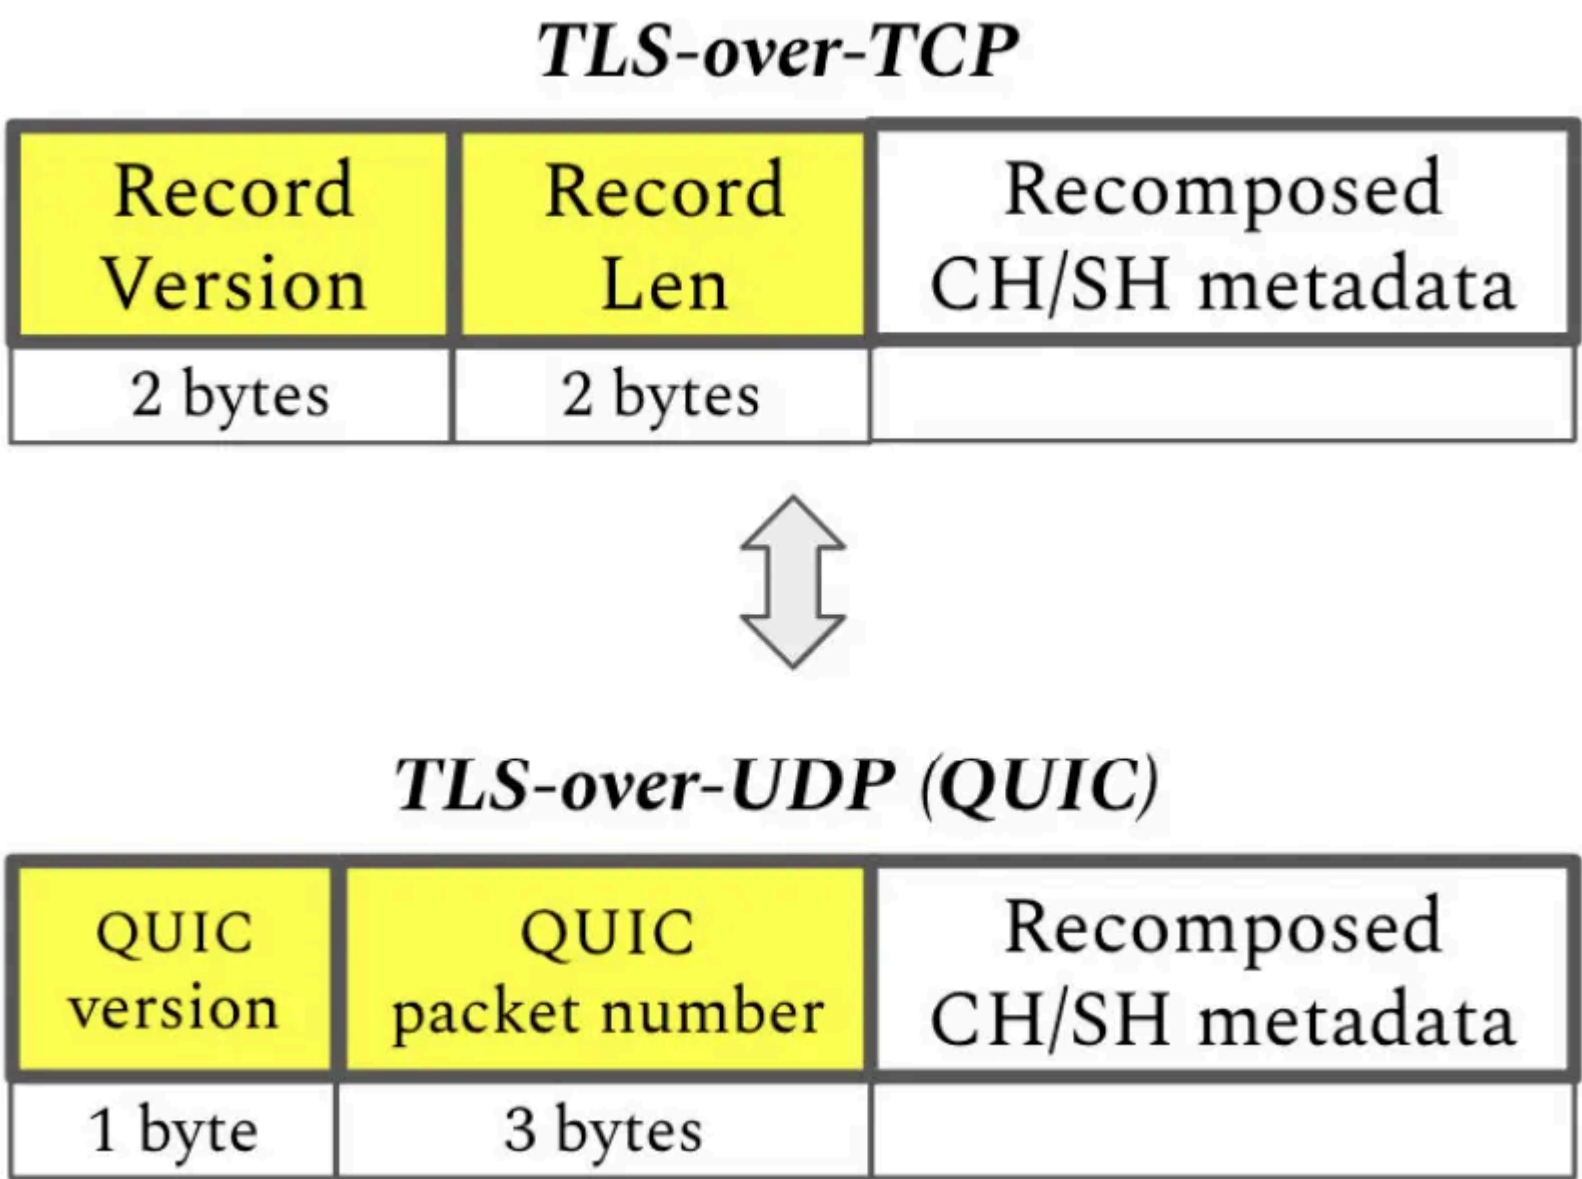 TLS-over-TCP
Record Record Recomposed
Version Len CH/SH metadata
2 bytes 2 bytes
TLS-over-UDP (QUIC)
QUIC QUIC Recomposed
version packet number CH/SH metadata
1 byte 3 bytes